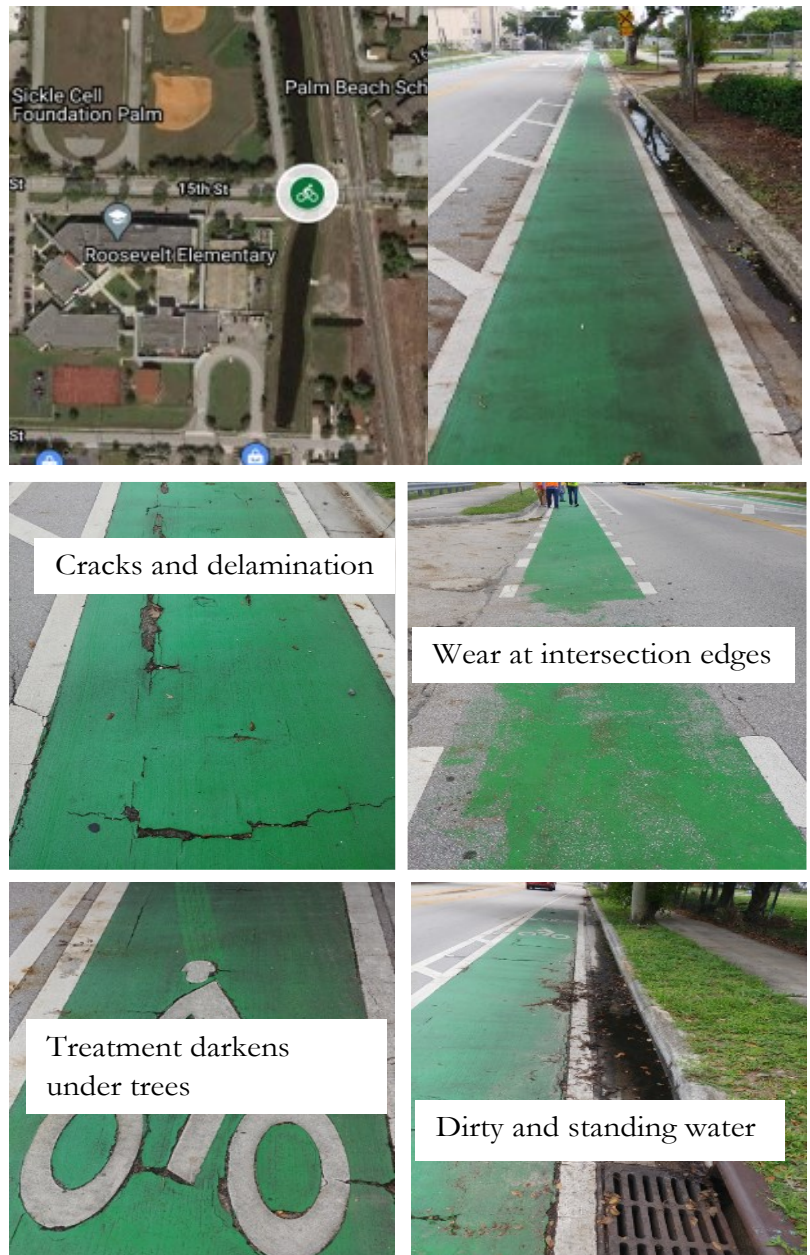 Sickle Cell
Foundation Palm
Palm Beach Sch
16
St
15th St
Roosevelt Elementary
St
Cracks and delamination
Wear at intersection edges
Treatment darkens
under trees
Dirty and standing water